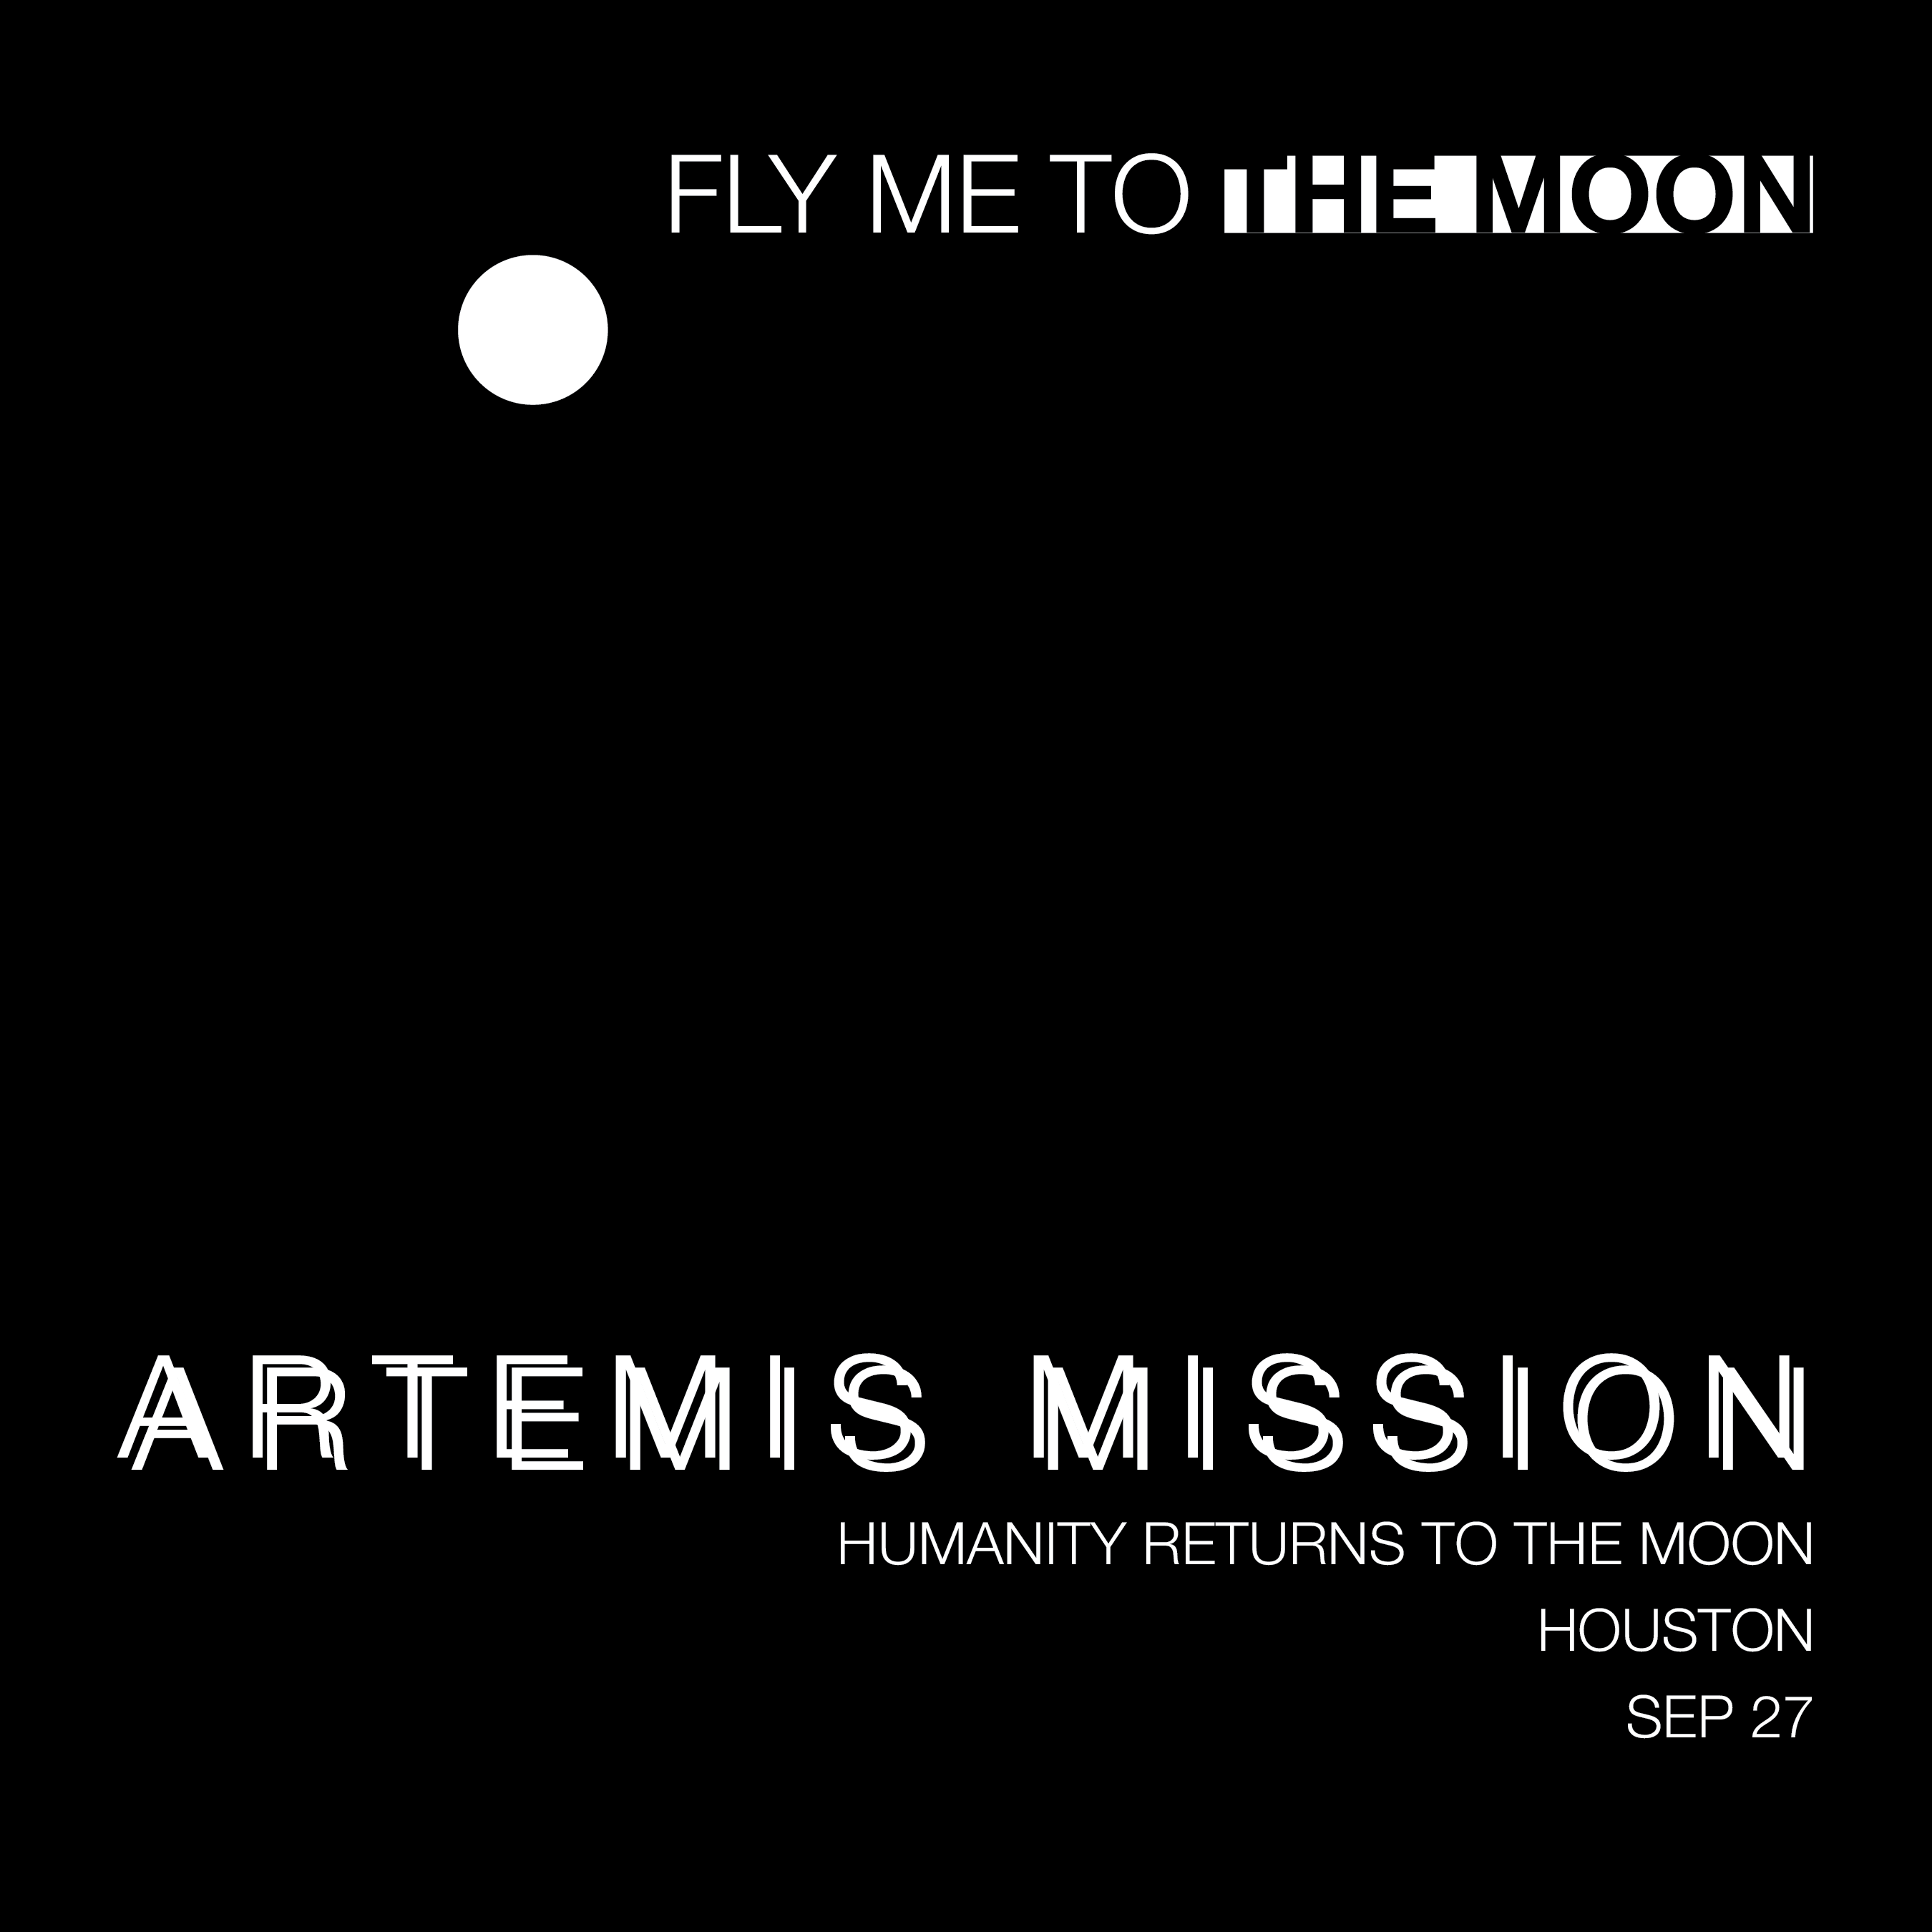 FLY ME TO THE MOON
ARTEMIS MISSION
HUMANITY RETURNS TO THE MOON
HOUSTON
SEP 27